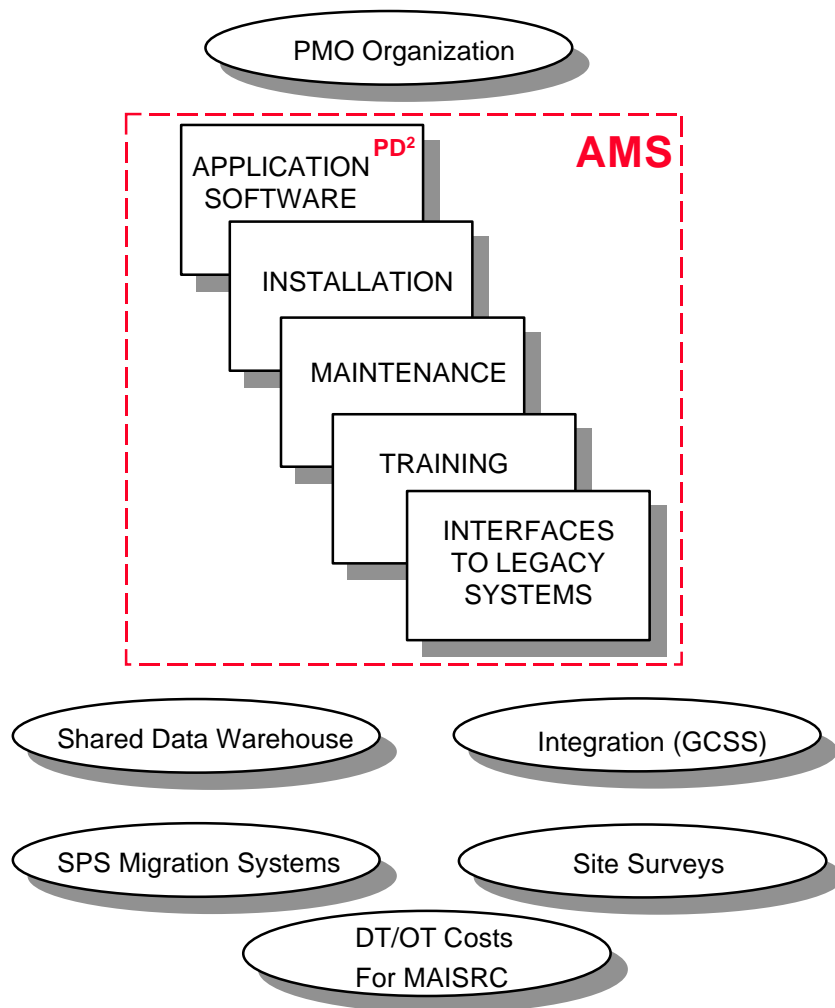 PMO Organization
AMS
PD²
APPLICATION
SOFTWARE
INSTALLATION
MAINTENANCE
TRAINING
INTERFACES
TO LEGACY
SYSTEMS
Shared Data Warehouse
Integration (GCSS)
SPS Migration Systems
Site Surveys
DT/OT Costs
For MAISRC